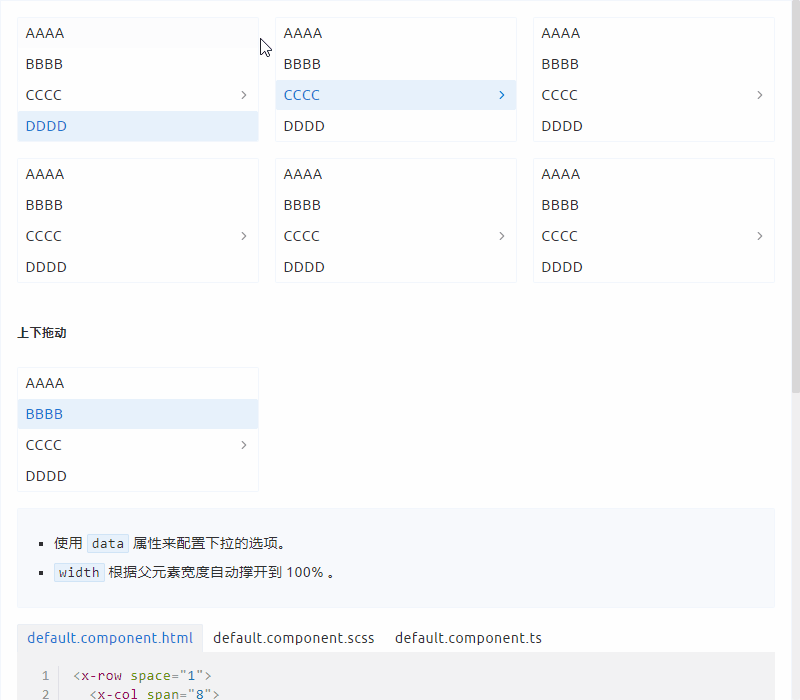 AAAA AAAA AAAA
BBBB BBBB BBBB
CCCC CCCC CCCC
DDDD DDDD DDDD
AAAA AAAA AAAA
BBBB BBBB BBBB
CCCC CCCC CCCC
DDDD DDDD DDDD
上下拖动
AAAA
BBBB
CCCC
DDDD
使用 data 属性来配置下拉的选项。
width 根据父元素宽度自动撑开到 100% 。
default.component.html default.component.scss default.component.ts
1 <x-row space="1">
2 <x-col span="8">